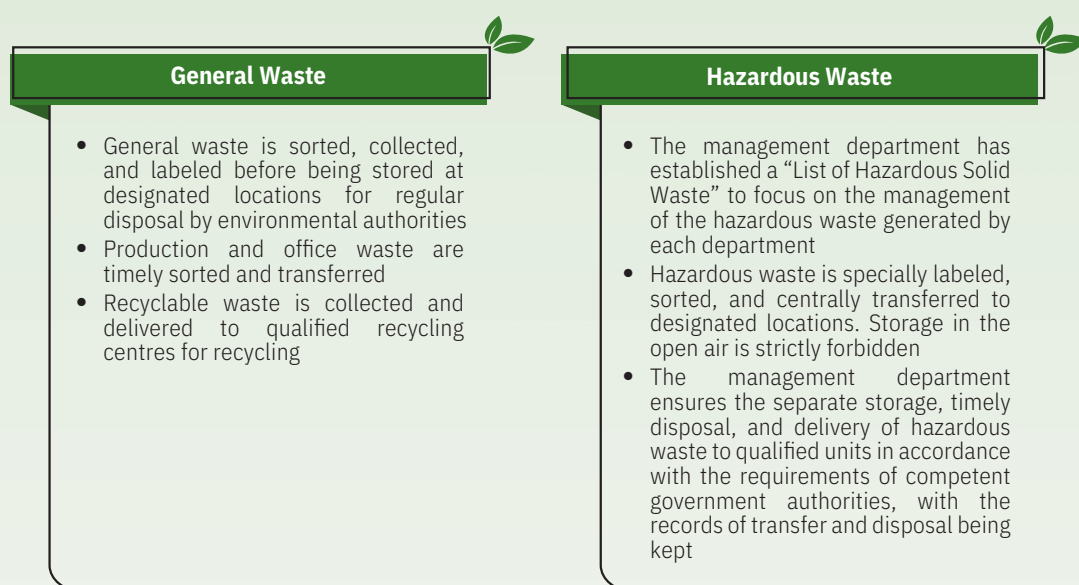 General Waste
• General waste is sorted, collected,
and labeled before being stored at
designated locations for regular
disposal by environmental authorities
• Production and office waste are
timely sorted and transferred
• Recyclable waste is collected and
delivered to qualified recycling
centres for recycling
Hazardous Waste
• The management department has
established a “List of Hazardous Solid
Waste” to focus on the management
of the hazardous waste generated by
each department
• Hazardous waste is specially labeled,
sorted, and centrally transferred to
designated locations. Storage in the
open air is strictly forbidden
• The management department
ensures the separate storage, timely
disposal, and delivery of hazardous
waste to qualified units in accordance
with the requirements of competent
government authorities, with the
records of transfer and disposal being
kept